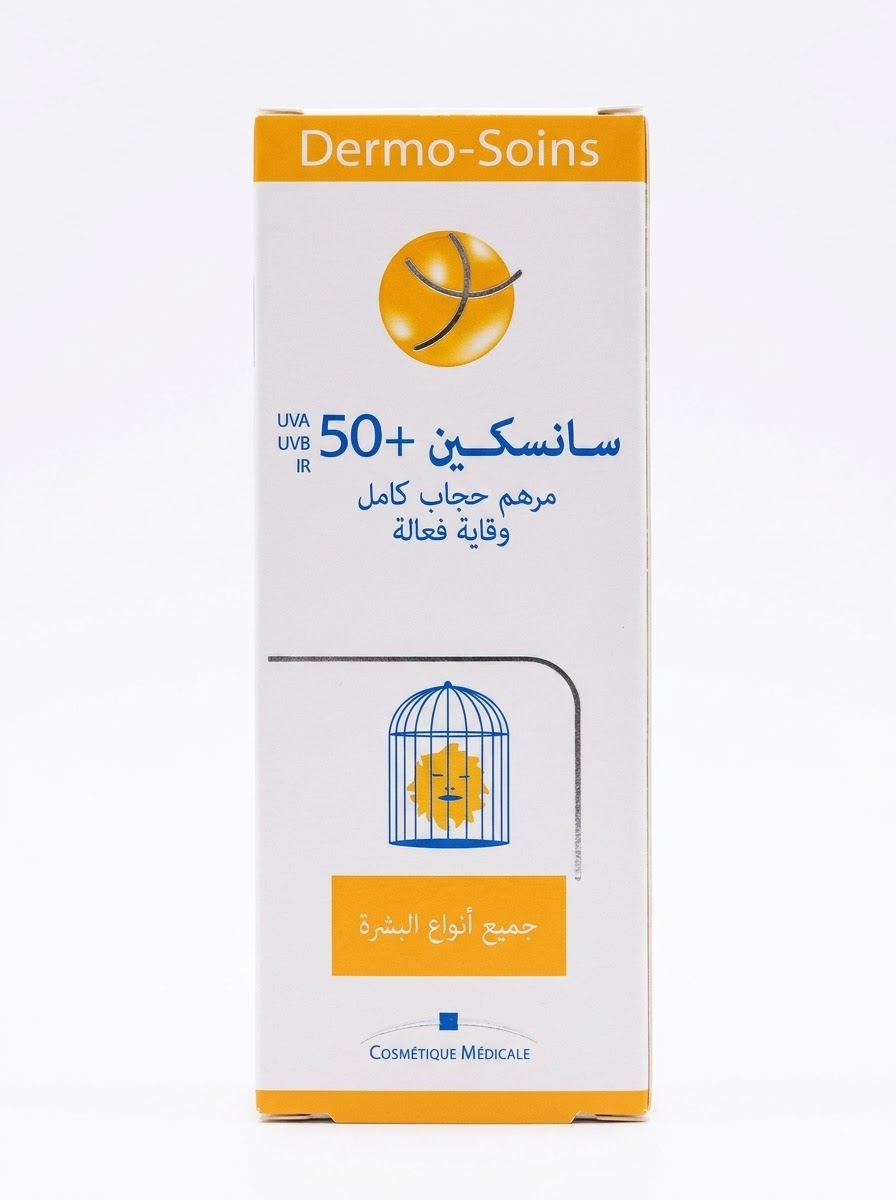 Dermo-Soins
سانسكين +50
UVA
UVB
IR
مرهم حجاب كامل
وقاية فعالة
جميع أنواع البشرة
COSMÉTIQUE MÉDICALE